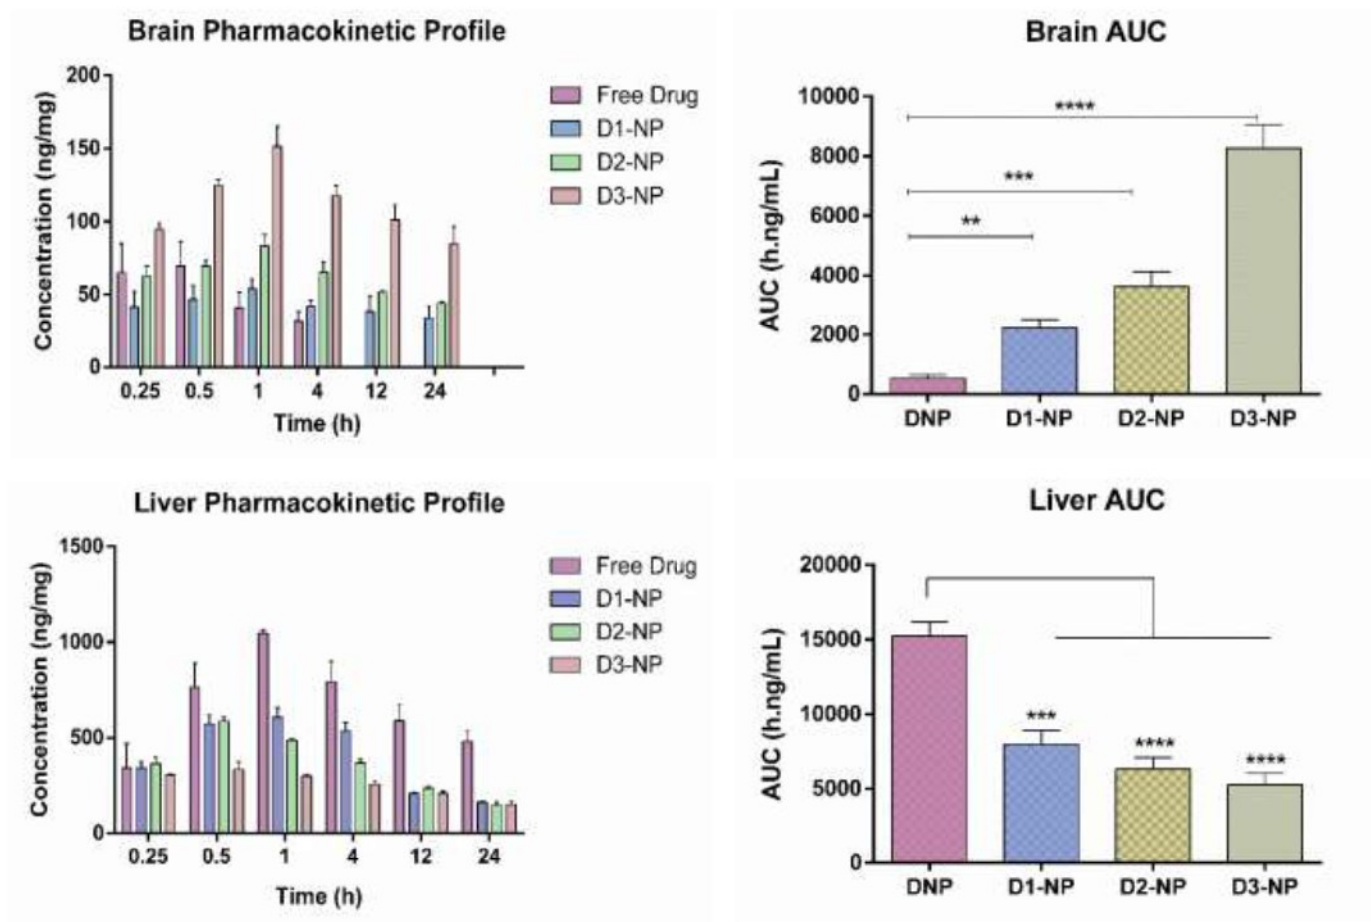 Brain Pharmacokinetic Profile
Concentration (ng/mg)
200
150
100
50
0
0.25 0.5 1 4 12 24
Time (h)
Free Drug
D1-NP
D2-NP
D3-NP
Brain AUC
AUC (h.ng/mL)
10000
8000
6000
4000
2000
0
****
***
**
DNP D1-NP D2-NP D3-NP
Liver Pharmacokinetic Profile
Concentration (ng/mg)
1500
1000
500
0
0.25 0.5 1 4 12 24
Time (h)
Free Drug
D1-NP
D2-NP
D3-NP
Liver AUC
AUC (h.ng/mL)
20000
15000
10000
5000
0
***
****
****
DNP D1-NP D2-NP D3-NP